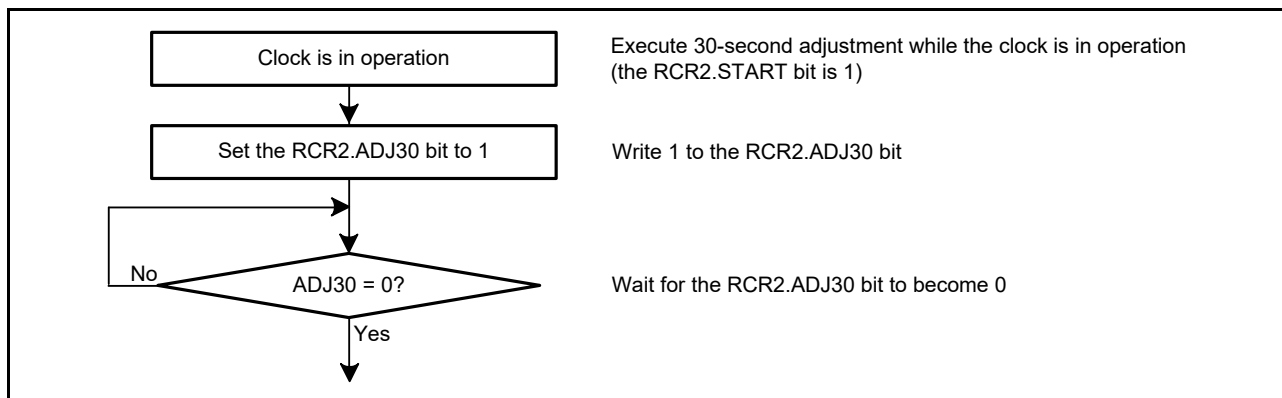 Clock is in operation
Execute 30-second adjustment while the clock is in operation
(the RCR2.START bit is 1)
Set the RCR2.ADJ30 bit to 1
Write 1 to the RCR2.ADJ30 bit
No
ADJ30 = 0?
Wait for the RCR2.ADJ30 bit to become 0
Yes